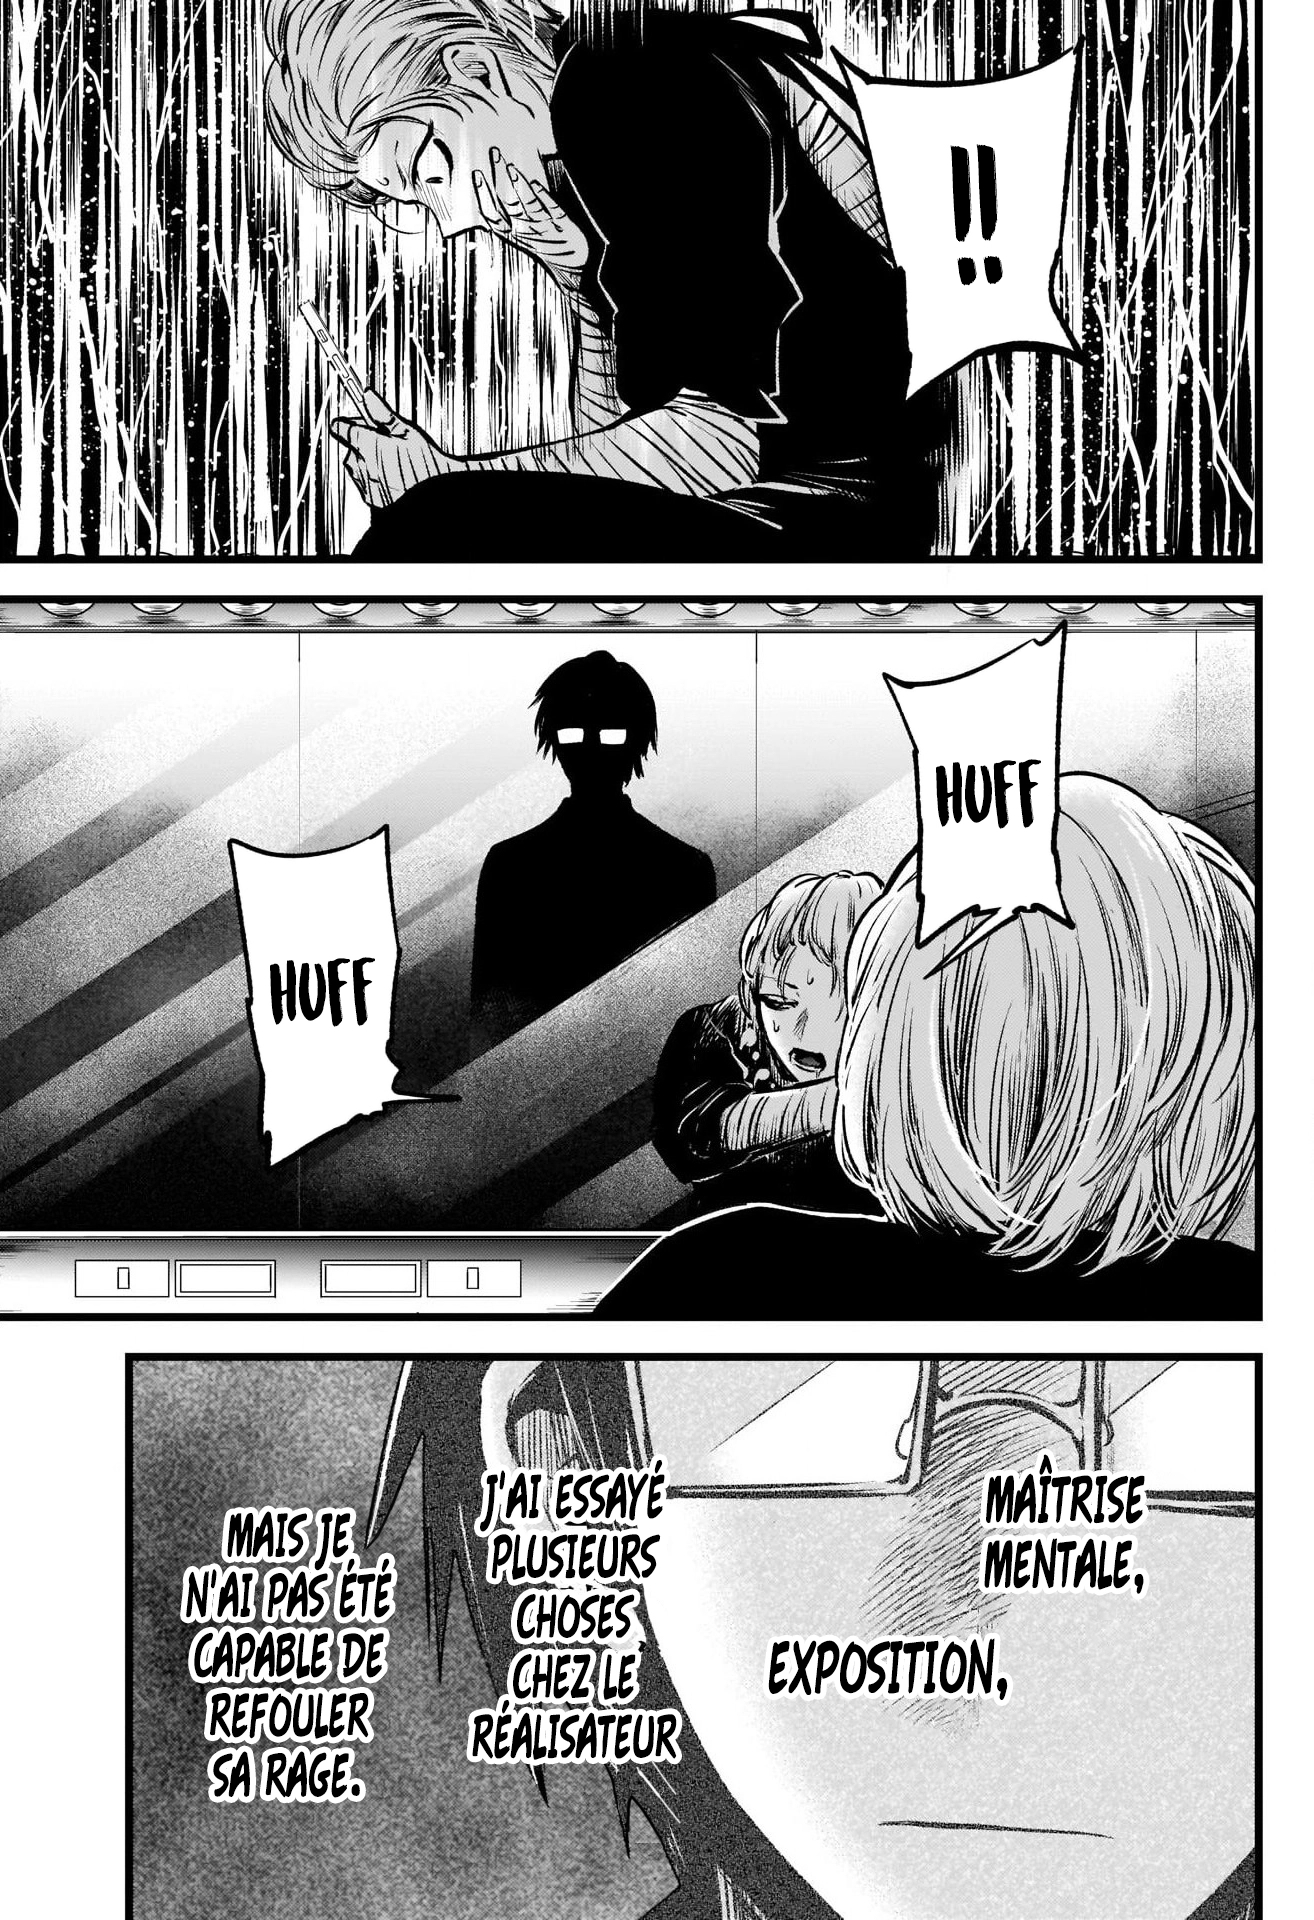 !!
HUFF
HUFF
MAÎTRISE
MENTALE,
EXPOSITION,
J'AI ESSAYÉ
PLUSIEURS
CHOSES
CHEZ LE
RÉALISATEUR
MAIS JE
N'AI PAS ÉTÉ
CAPABLE DE
REFOULER
SA RAGE.